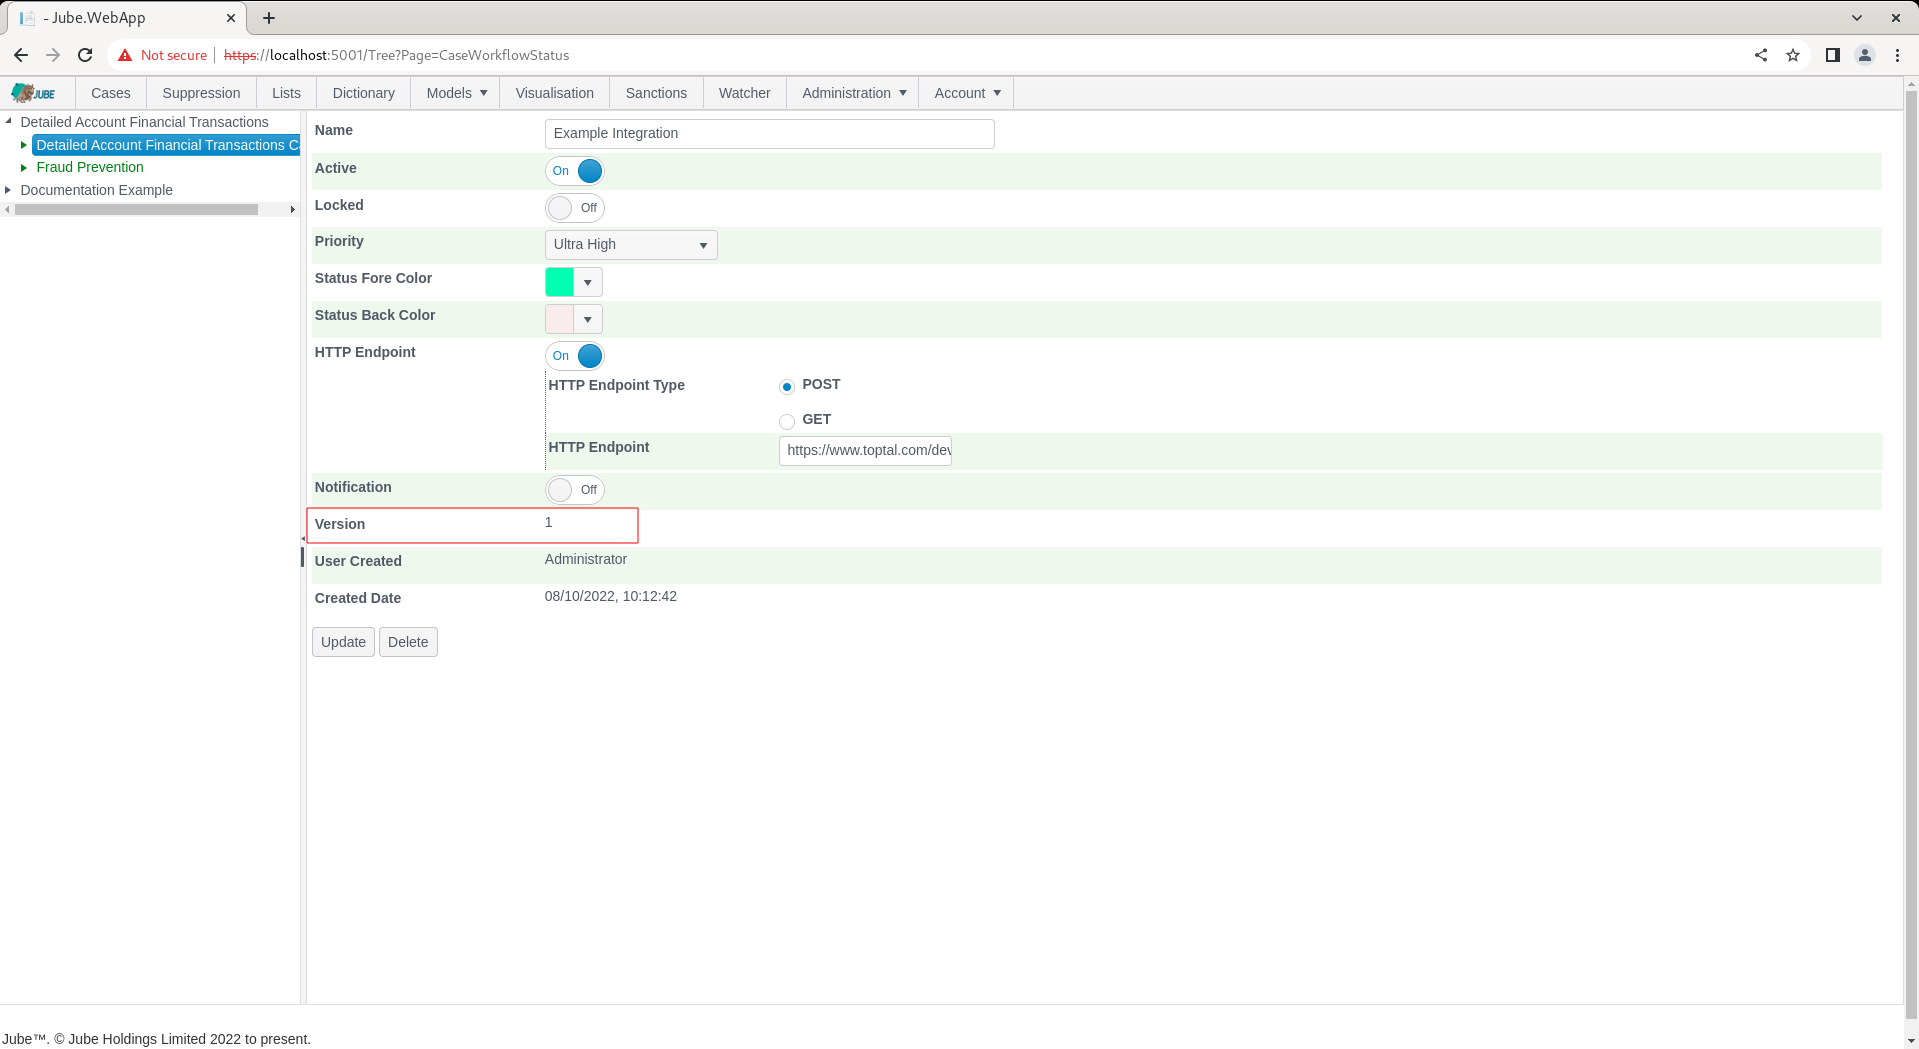 - Jube.WebApp
Not secure https://localhost:5001/Tree?Page=CaseWorkflowStatus
JUBE Cases Suppression Lists Dictionary Models Visualisation Sanctions Watcher Administration Account
Detailed Account Financial Transactions
Detailed Account Financial Transactions C
Fraud Prevention
Documentation Example
Name Example Integration
Active On
Locked Off
Priority Ultra High
Status Fore Color
Status Back Color
HTTP Endpoint On
HTTP Endpoint Type POST
GET
HTTP Endpoint https://www.toptal.com/dev
Notification Off
Version 1
User Created Administrator
Created Date 08/10/2022, 10:12:42
Update Delete
Jube™. © Jube Holdings Limited 2022 to present.